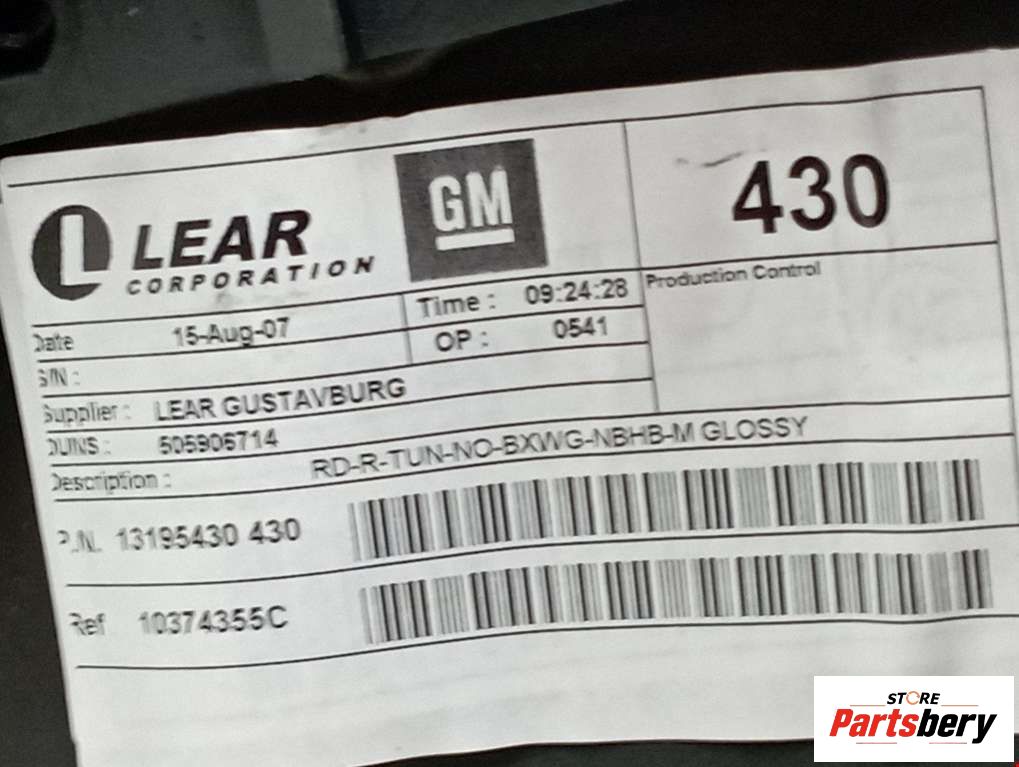 LEAR
CORPORATION
GM
430
Date 15-Aug-07 Time : 09:24:28
Production Control
S/N : OP : 0541
Supplier : LEAR GUSTAVBURG
DUNS : 505906714
Description : RD-R-TUN-NO-BXWG-NBHB-M GLOSSY
P.N. 13195430 430
Ref 10374355C
STORE
Partsbery